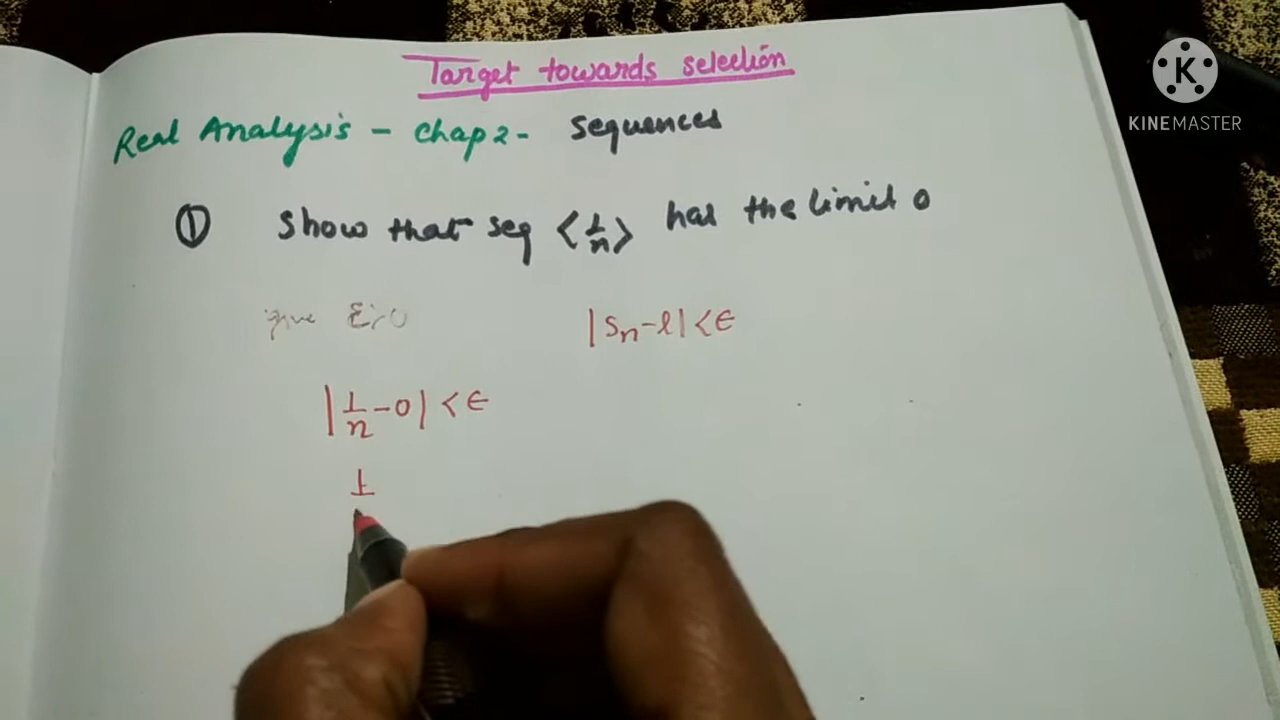 Target towards selection
K
KINEMASTER
Real Analysis - Chap 2 - Sequences
① Show that seq <1/n> has the limit 0
give ε>0
|Sn-l|<ϵ
|1/n-0|<ϵ
1